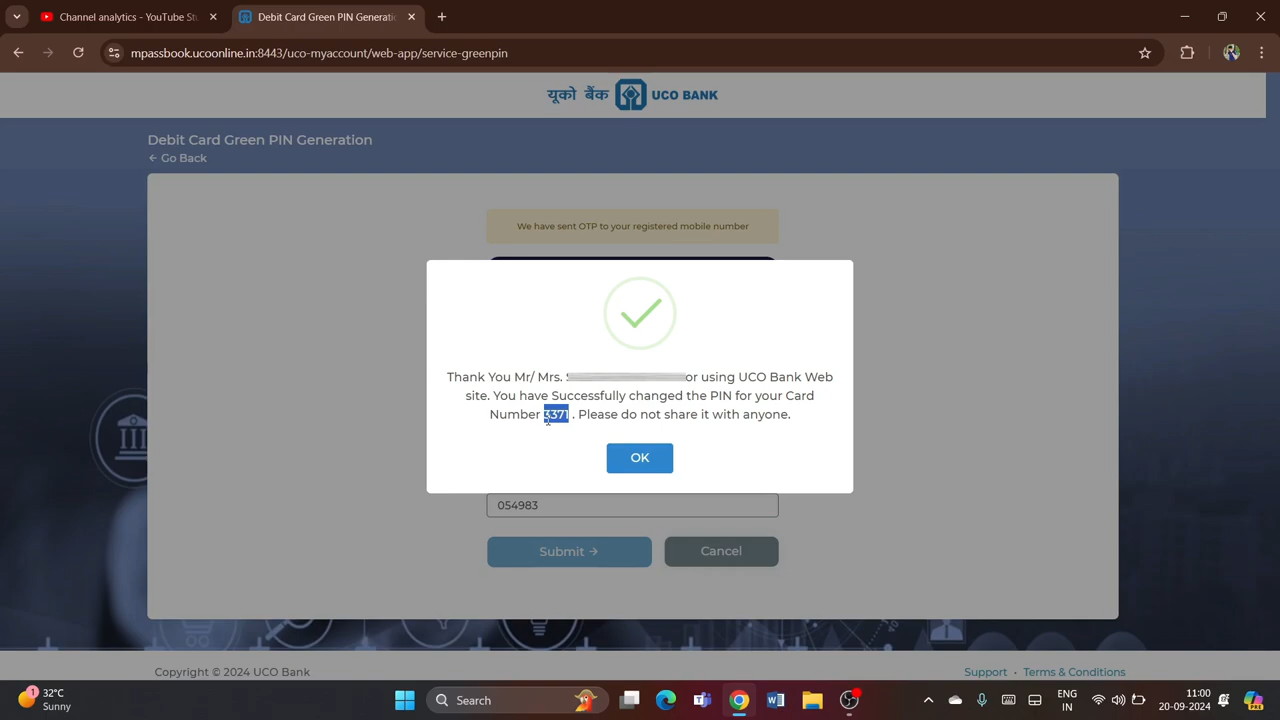 Channel analytics - YouTube St
Debit Card Green PIN Generati
mpassbook.ucoonline.in:8443/uco-myaccount/web-app/service-greenpin
यूको बैंक UCO BANK
Debit Card Green PIN Generation
Go Back
We have sent OTP to your registered mobile number
Thank You Mr/ Mrs. or using UCO Bank Web
site. You have Successfully changed the PIN for your Card
Number 3371 . Please do not share it with anyone.
OK
054983
Submit →
Cancel
Copyright © 2024 UCO Bank
Support · Terms & Conditions
1
32°C
Sunny
Search
ENG
IN
11:00
20-09-2024